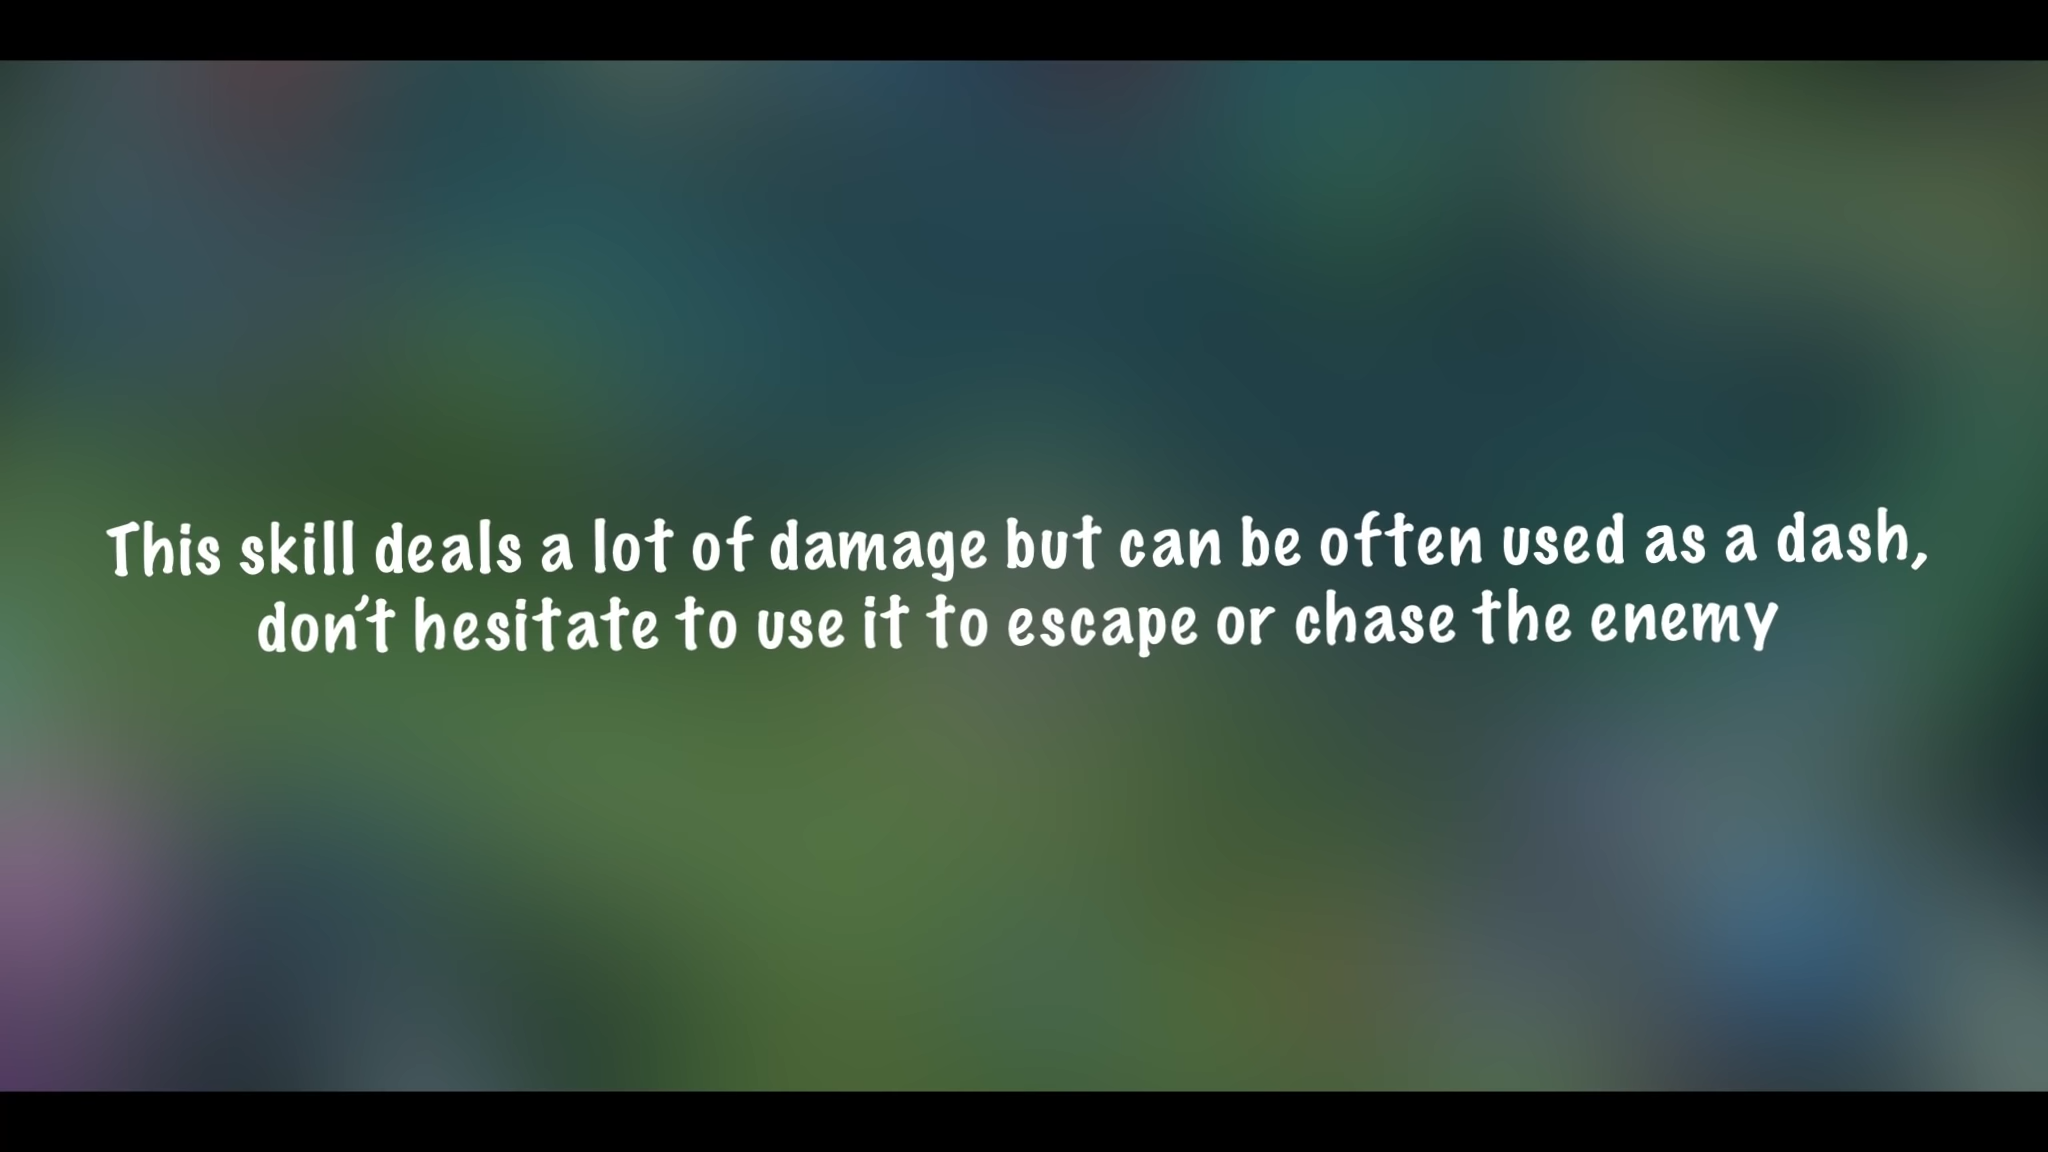 This skill deals a lot of damage but can be often used as a dash,
don't hesitate to use it to escape or chase the enemy